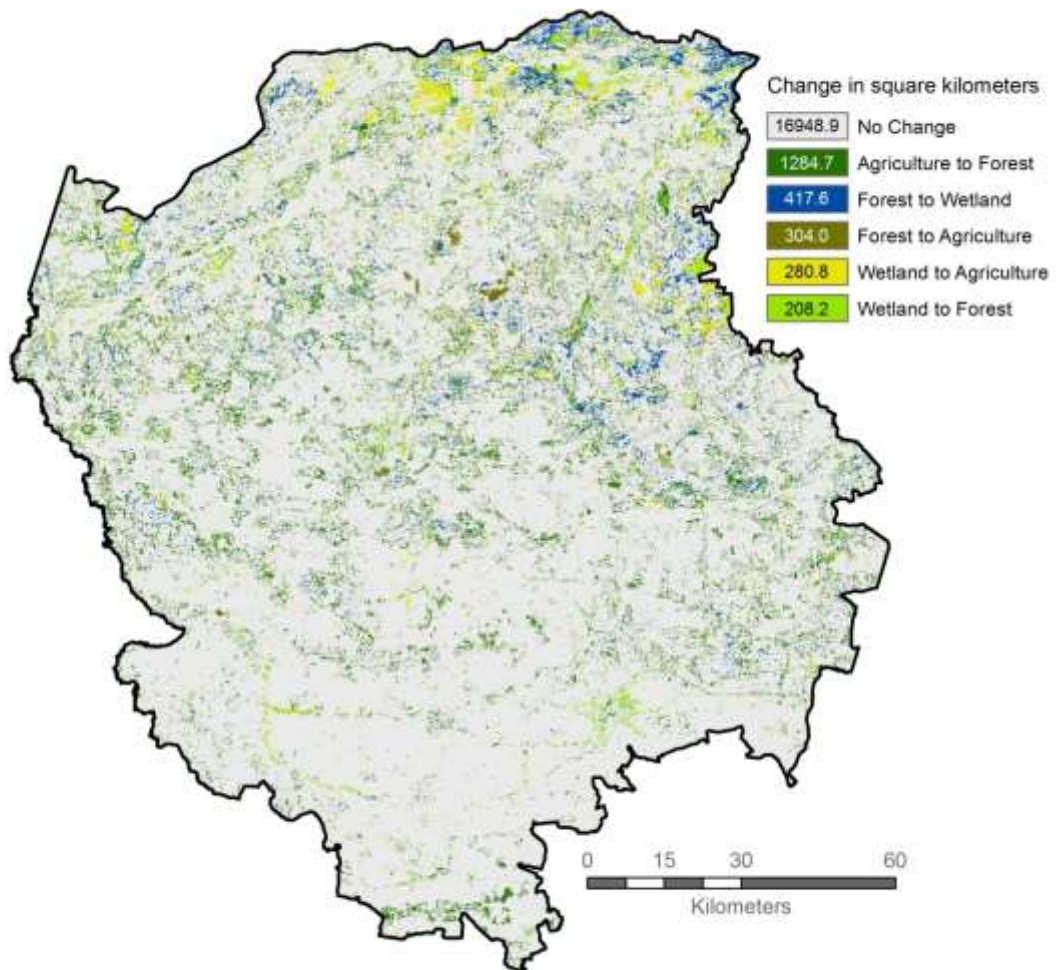 Change in square kilometers
16948.9 No Change
1284.7 Agriculture to Forest
417.6 Forest to Wetland
304.0 Forest to Agriculture
280.8 Wetland to Agriculture
208.2 Wetland to Forest
0 15 30 60
Kilometers